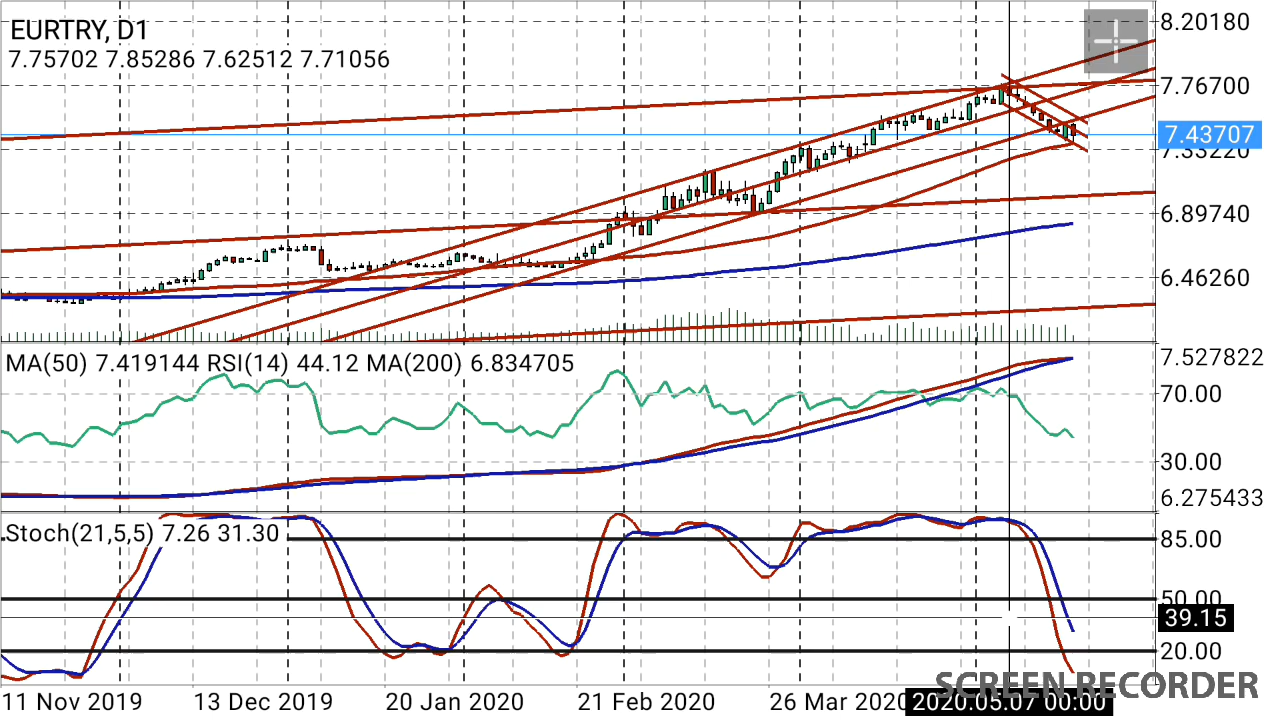 EURTRY, D1
7.75702 7.85286 7.62512 7.71056
8.20180
7.76700
7.43707
7.33220
6.89740
6.46260
MA(50) 7.419144 RSI(14) 44.12 MA(200) 6.834705
7.527822
70.00
30.00
6.275433
Stoch(21,5,5) 7.26 31.30
85.00
50.00
39.15
20.00
SCREEN RECORDER
11 Nov 2019 13 Dec 2019 20 Jan 2020 21 Feb 2020 26 Mar 2020 2020.05.07 00:00